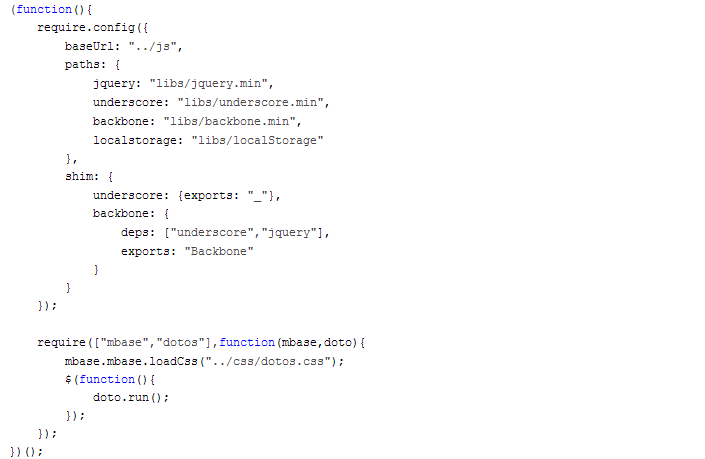 (function(){
    require.config({
        baseUrl: "../js",
        paths: {
            jquery: "libs/jquery.min",
            underscore: "libs/underscore.min",
            backbone: "libs/backbone.min",
            localstorage: "libs/localStorage"
        },
        shim: {
            underscore: {exports: "_"},
            backbone: {
                deps: ["underscore","jquery"],
                exports: "Backbone"
            }
        }
    });

    require(["mbase","dotos"],function(mbase,doto){
        mbase.mbase.loadCss("../css/dotos.css");
        $(function(){
            doto.run();
        });
    });
})();